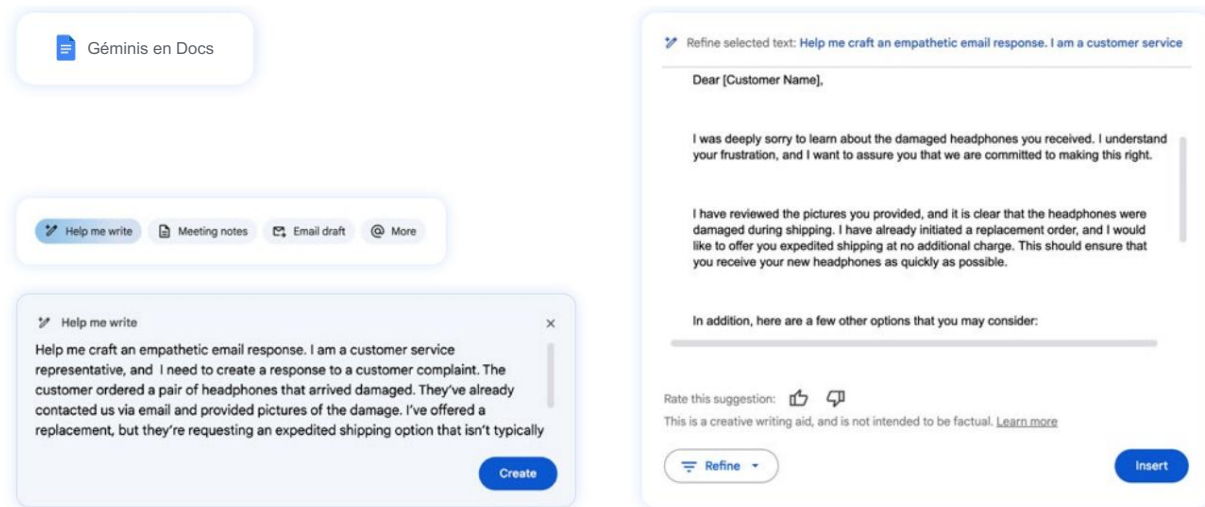 Géminis en Docs
Help me write
Meeting notes
Email draft
More
Help me write
Help me craft an empathetic email response. I am a customer service
representative, and  I need to create a response to a customer complaint. The
customer ordered a pair of headphones that arrived damaged. They've already
contacted us via email and provided pictures of the damage. I've offered a
replacement, but they're requesting an expedited shipping option that isn't typically
Create
Refine selected text: Help me craft an empathetic email response. I am a customer service
Dear [Customer Name],
I was deeply sorry to learn about the damaged headphones you received. I understand
your frustration, and I want to assure you that we are committed to making this right.
I have reviewed the pictures you provided, and it is clear that the headphones were
damaged during shipping. I have already initiated a replacement order, and I would
like to offer you expedited shipping at no additional charge. This should ensure that
you receive your new headphones as quickly as possible.
In addition, here are a few other options that you may consider:
Rate this suggestion:
This is a creative writing aid, and is not intended to be factual. Learn more
Refine
Insert